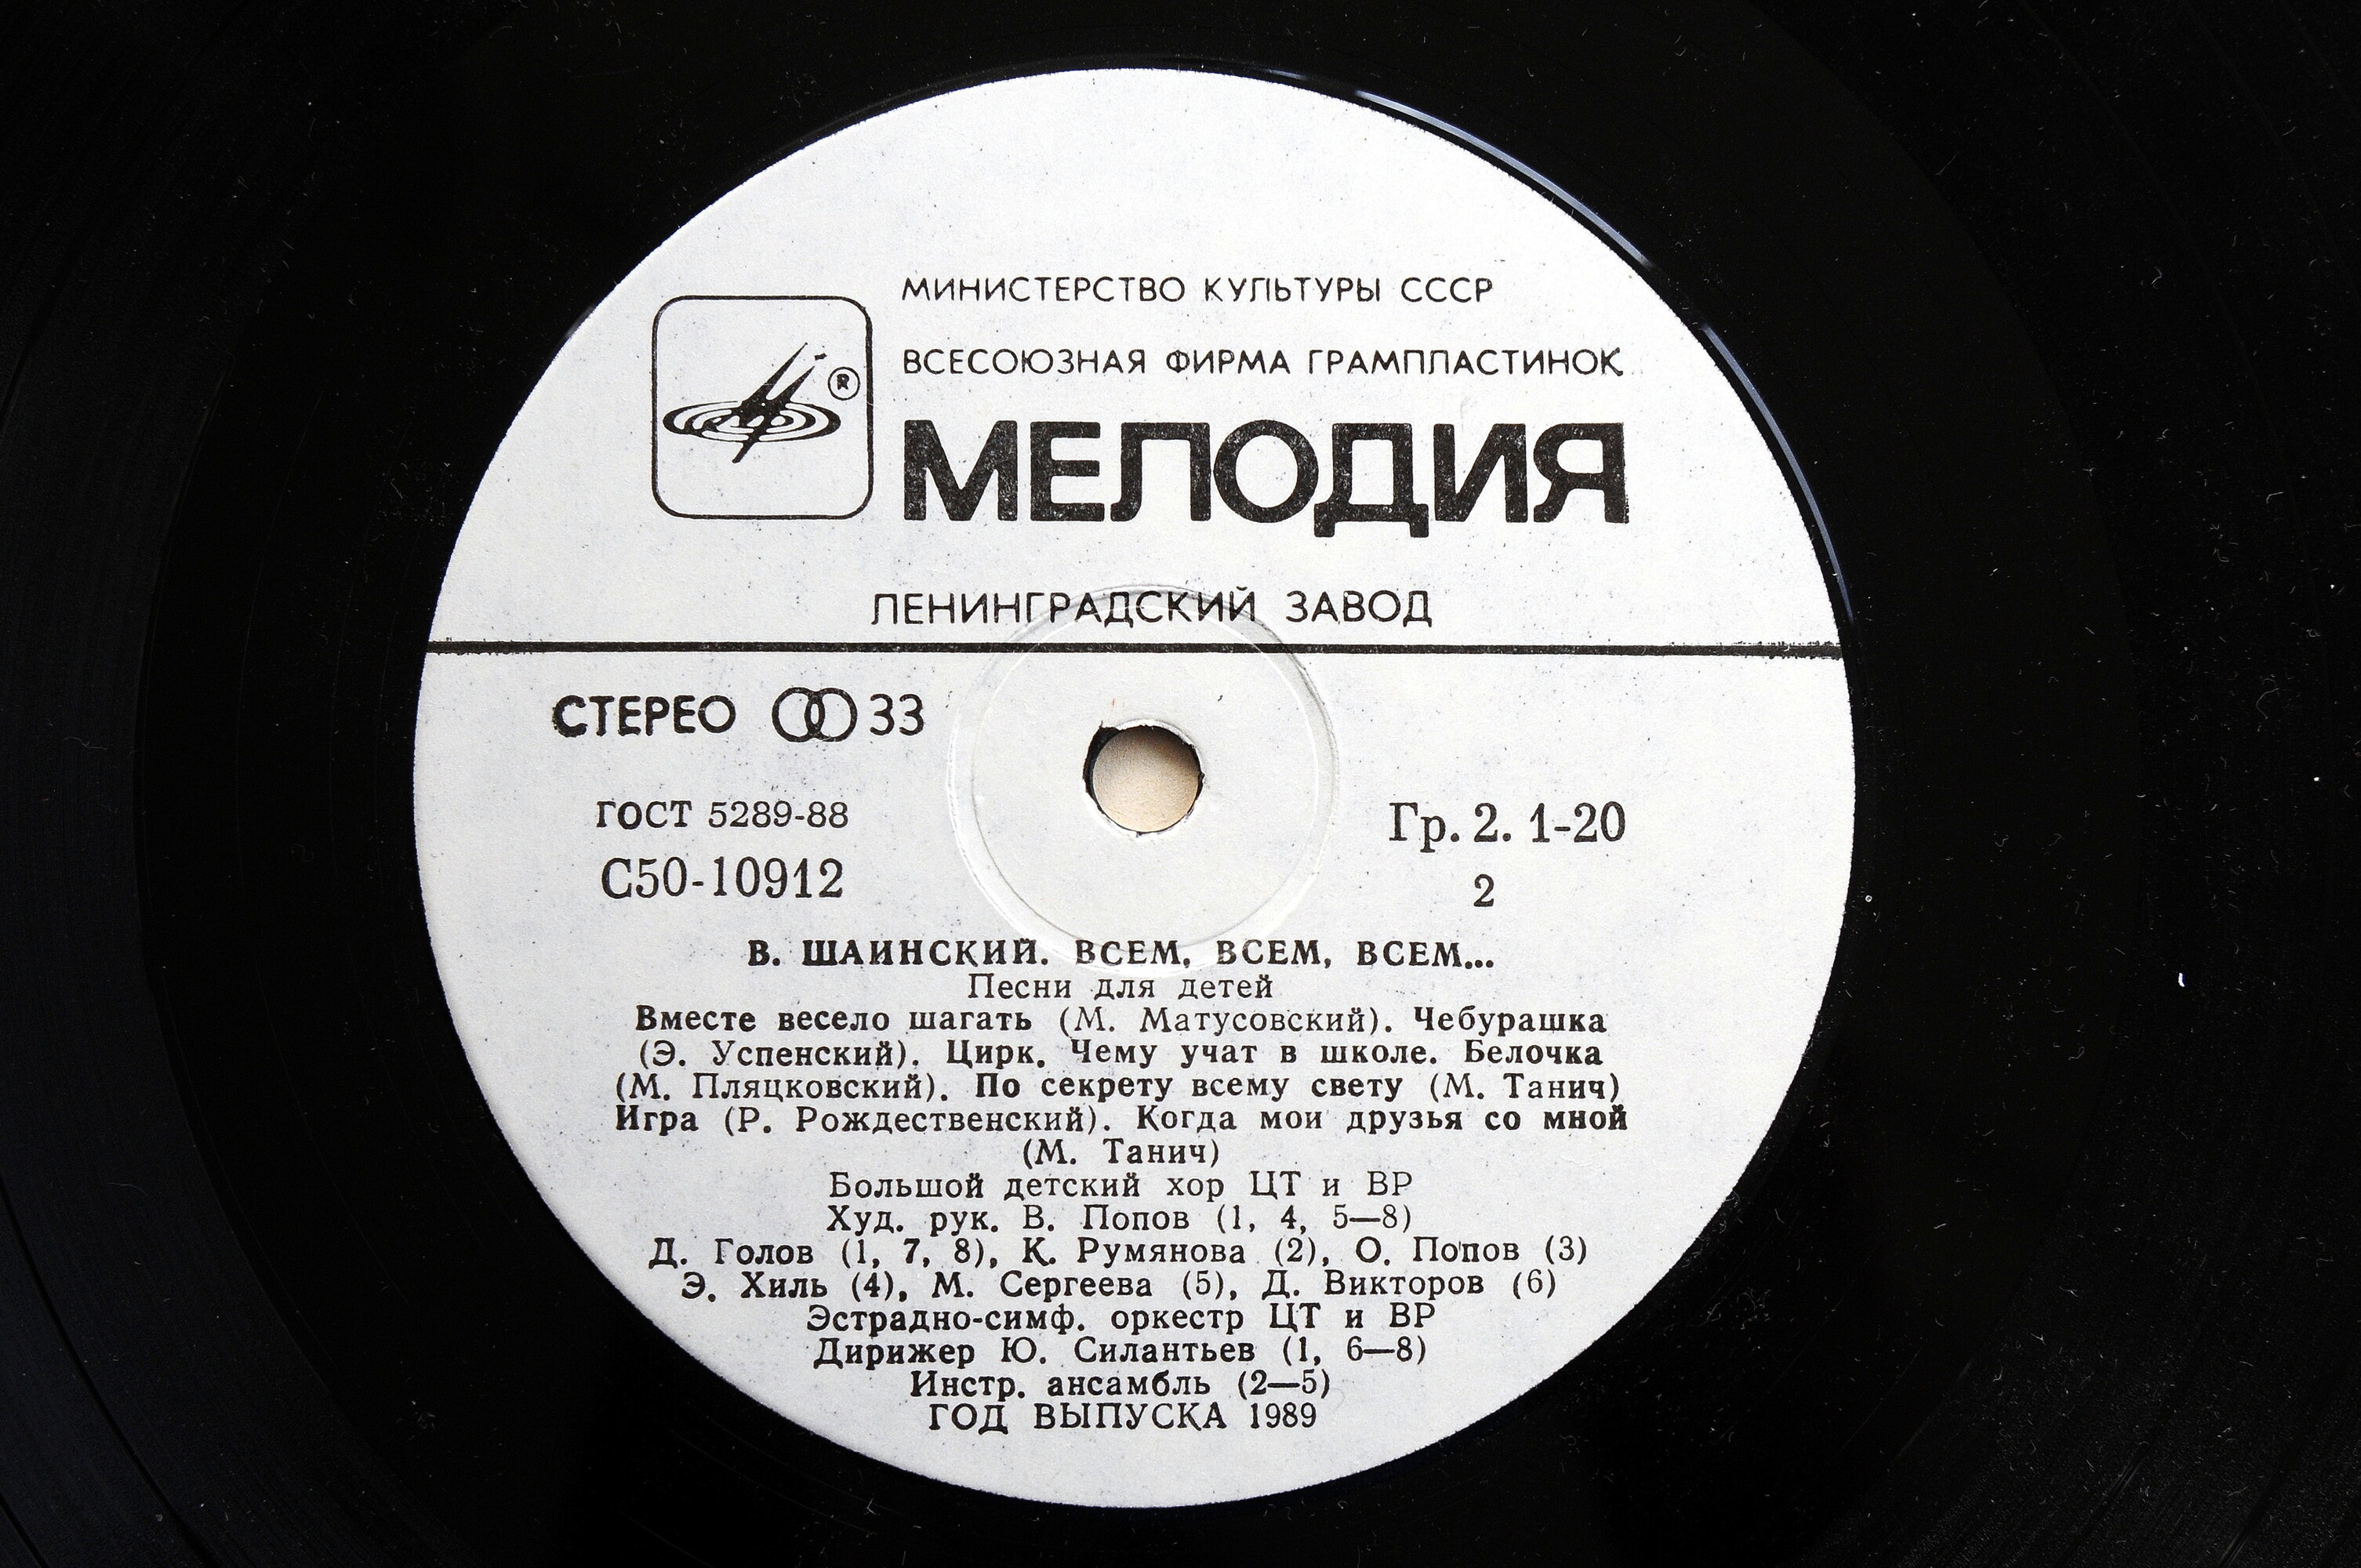 МИНИСТЕРСТВО КУЛЬТУРЫ СССР
ВСЕСОЮЗНАЯ ФИРМА ГРАМПЛАСТИНОК
®
МЕЛОДИЯ
ЛЕНИНГРАДСКИЙ ЗАВОД
СТЕРЕО 33
ГОСТ 5289-88
Гр. 2. 1-20
С50-10912
2
В. ШАИНСКИЙ. ВСЕМ, ВСЕМ, ВСЕМ...
Песни для детей
Вместе весело шагать (М. Матусовский). Чебурашка
(Э. Успенский). Цирк. Чему учат в школе. Белочка
(М. Пляцковский). По секрету всему свету (М. Танич)
Игра (Р. Рождественский). Когда мои друзья со мной
(М. Танич)
Большой детский хор ЦТ и ВР
Худ. рук. В. Попов (1, 4, 5—8)
Д. Голов (1, 7, 8), К. Румянова (2), О. Попов (3)
Э. Хиль (4), М. Сергеева (5), Д. Викторов (6)
Эстрадно-симф. оркестр ЦТ и ВР
Дирижер Ю. Силантьев (1, 6—8)
Инстр. ансамбль (2—5)
ГОД ВЫПУСКА 1989